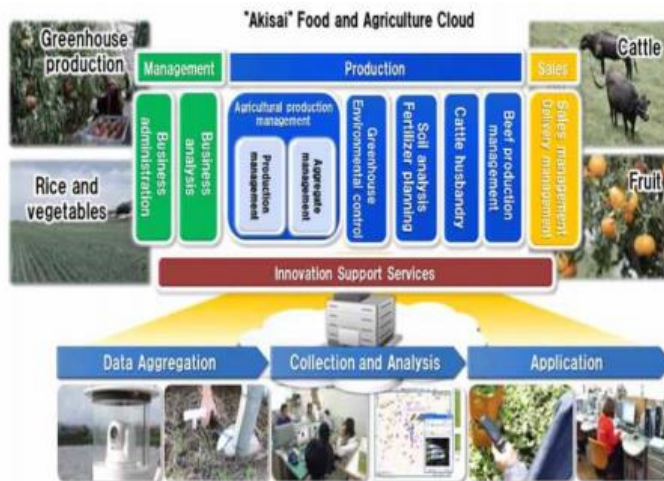 "Akisai" Food and Agriculture Cloud
Greenhouse
production
Management
Production
Sales
Cattle
Business
administration
Business
analysis
Agricultural production
management
Production
management
Aggregate
management
Greenhouse
Environmental control
Soil analysis
Fertilizer planning
Cattle husbandry
Beef production
management
Sales management
Delivery management
Rice and
vegetables
Fruit
Innovation Support Services
Data Aggregation
Collection and Analysis
Application